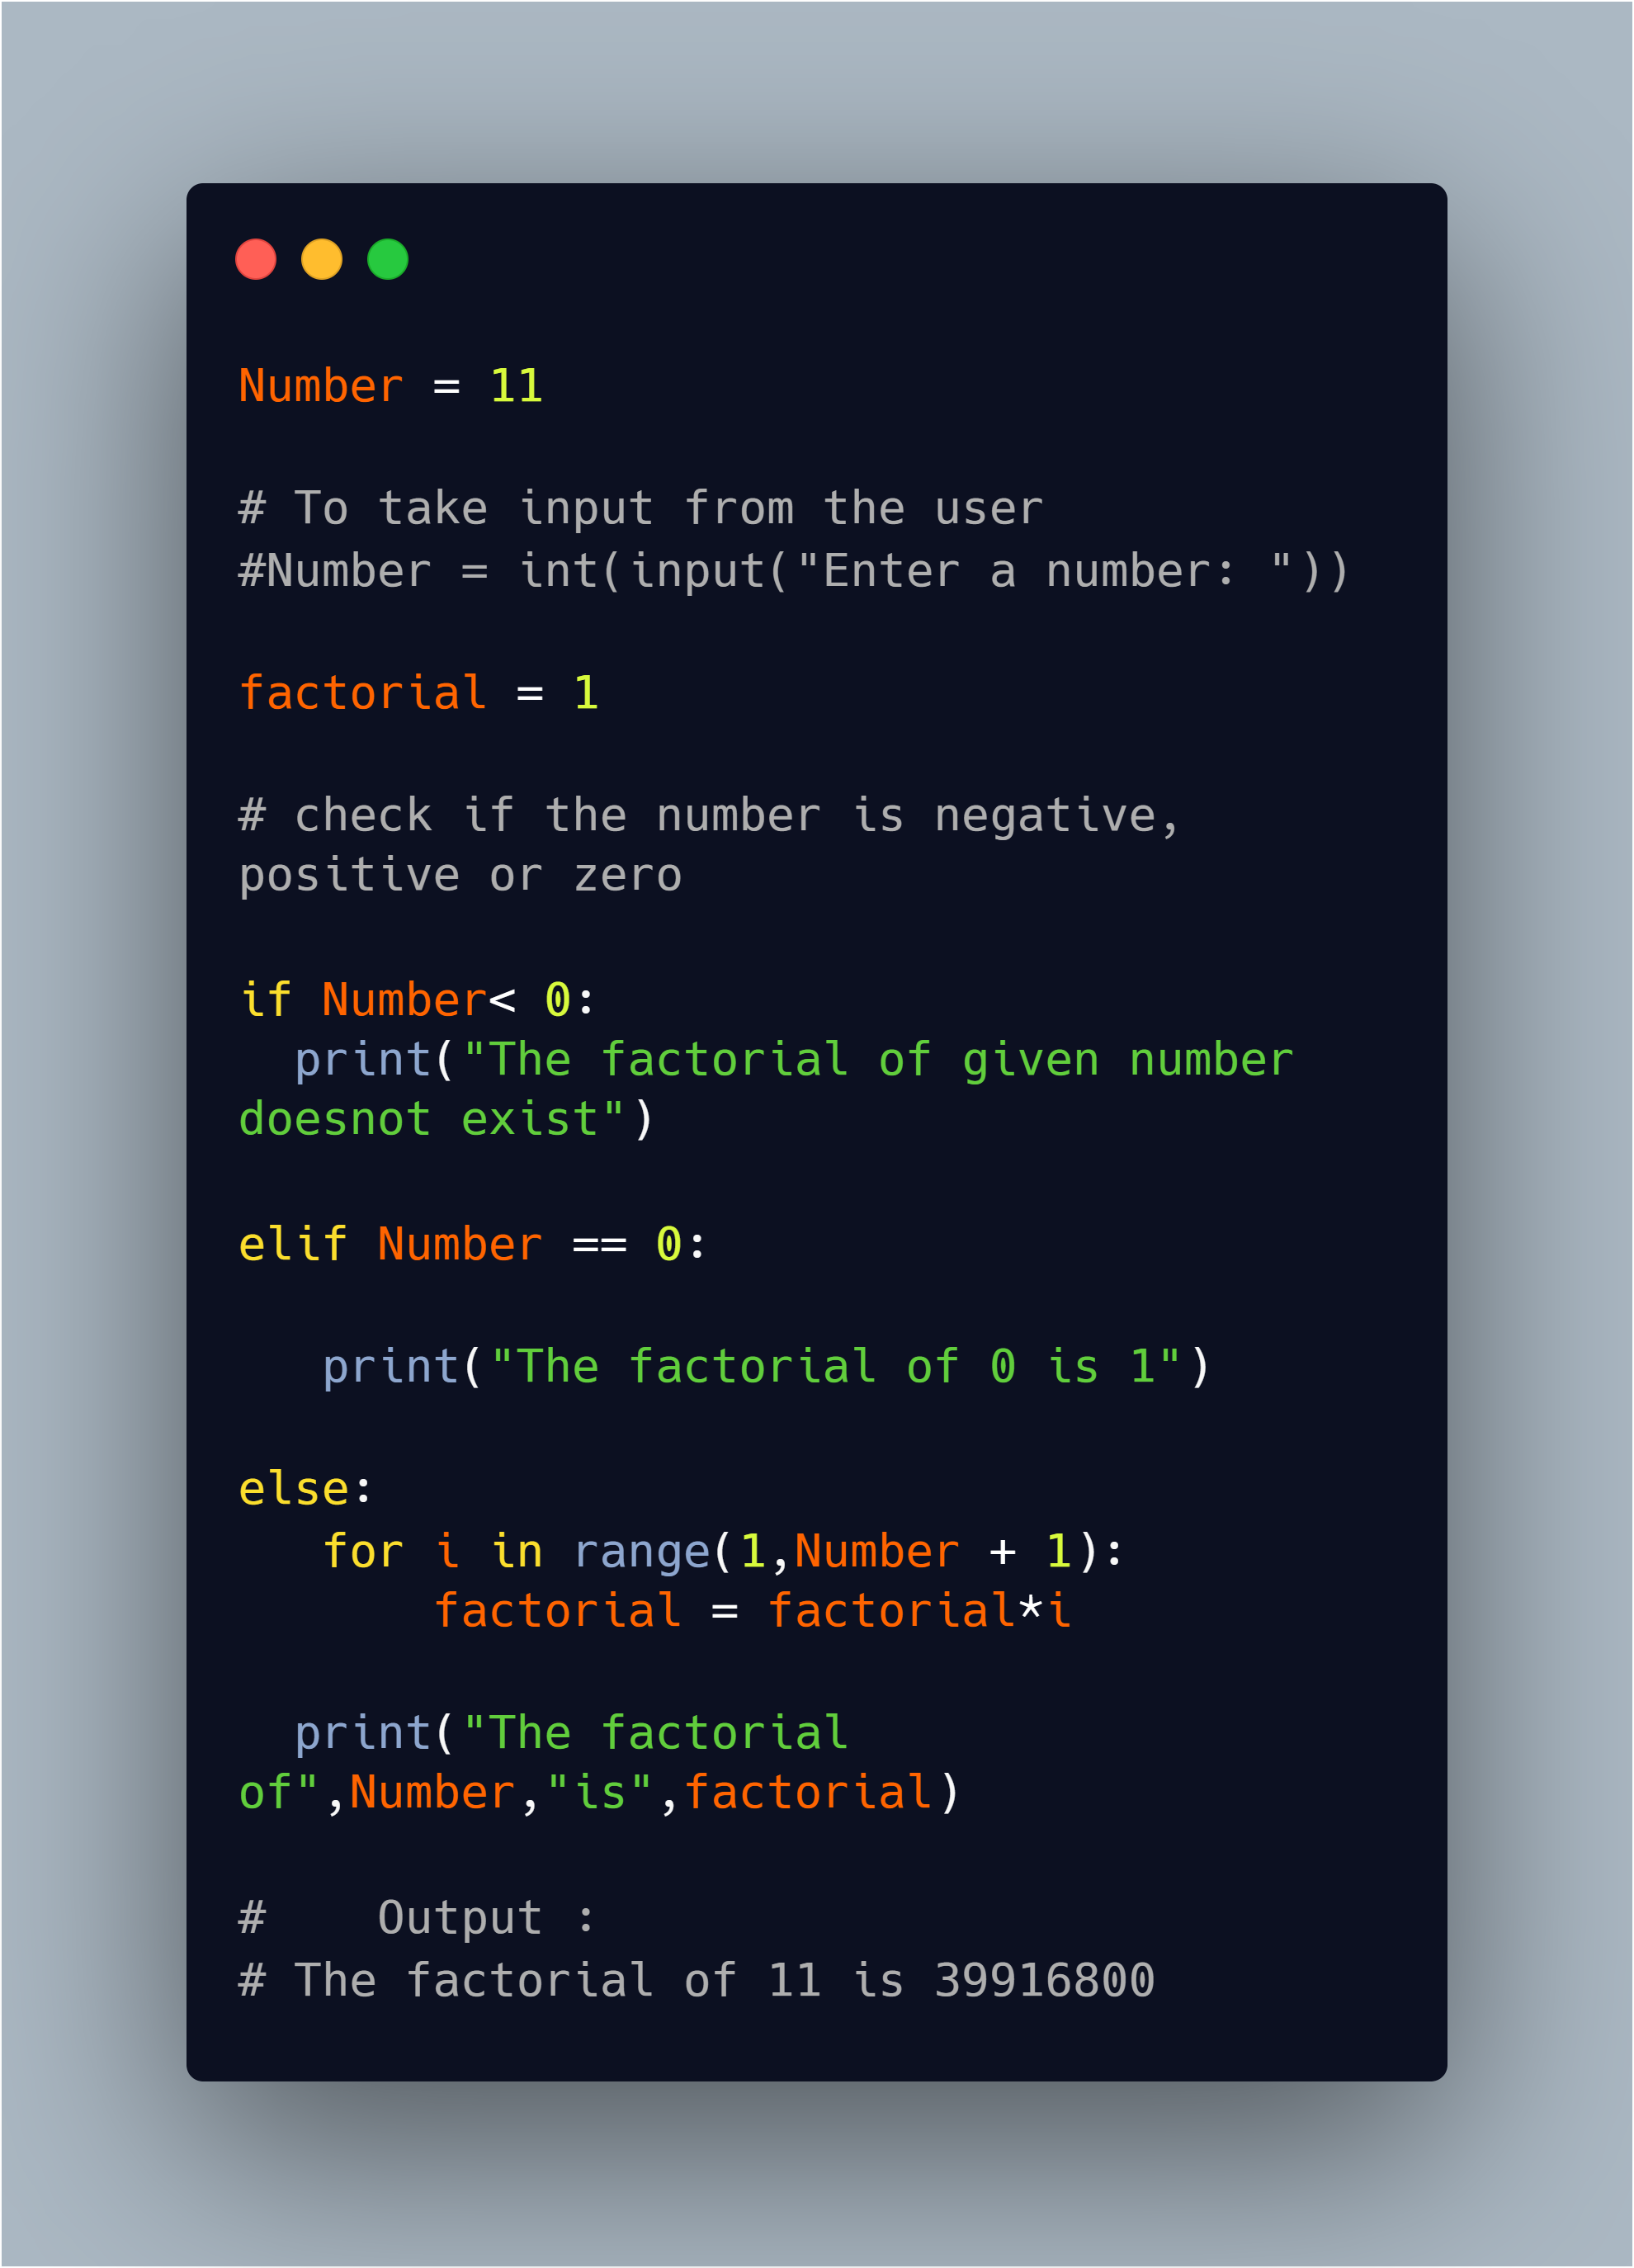 Number = 11
# To take input from the user
#Number = int(input("Enter a number: "))
factorial = 1
# check if the number is negative,
positive or zero
if Number< 0:
  print("The factorial of given number
doesnot exist")
elif Number == 0:
   print("The factorial of 0 is 1")
else:
   for i in range(1,Number + 1):
       factorial = factorial*i
  print("The factorial
of",Number,"is",factorial)
#    Output :
# The factorial of 11 is 39916800